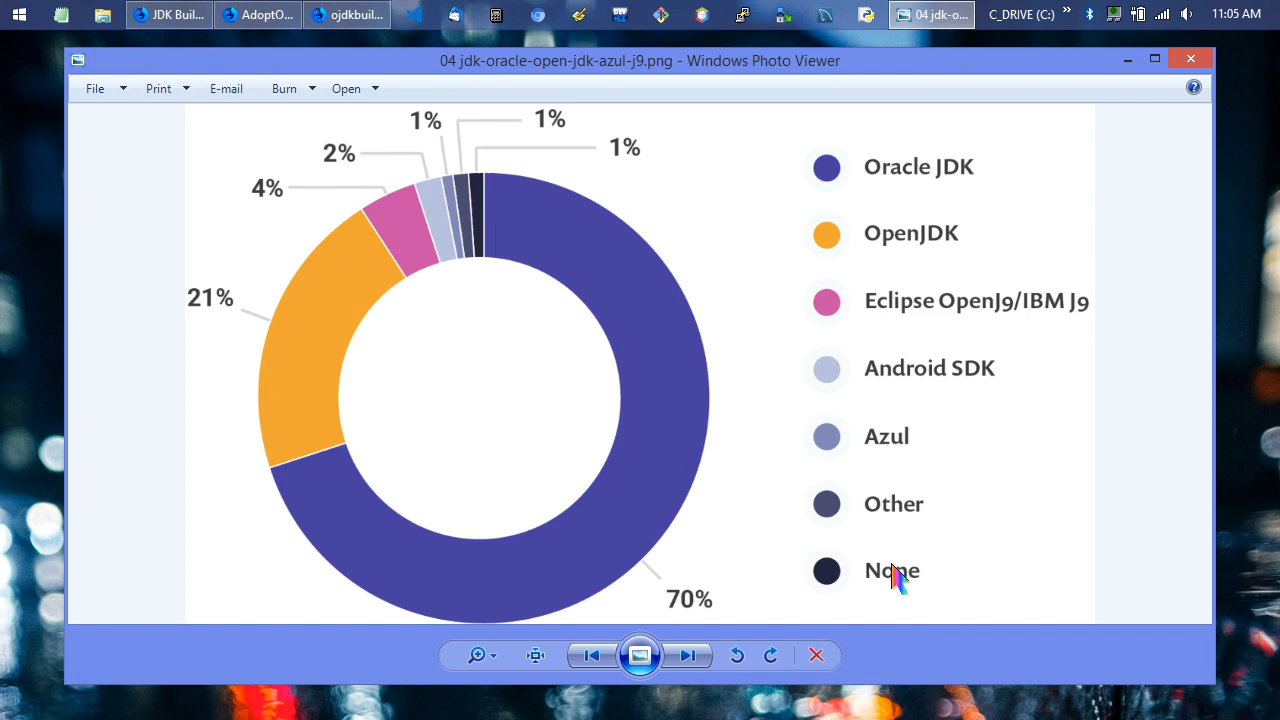 JDK Buil...
AdoptO...
ojdkbuil...
04 jdk-o...
C_DRIVE (C:)
11:05 AM
04 jdk-oracle-open-jdk-azul-j9.png - Windows Photo Viewer
File Print E-mail Burn Open
1%
1%
1%
2%
4%
21%
70%
Oracle JDK
OpenJDK
Eclipse OpenJ9/IBM J9
Android SDK
Azul
Other
None